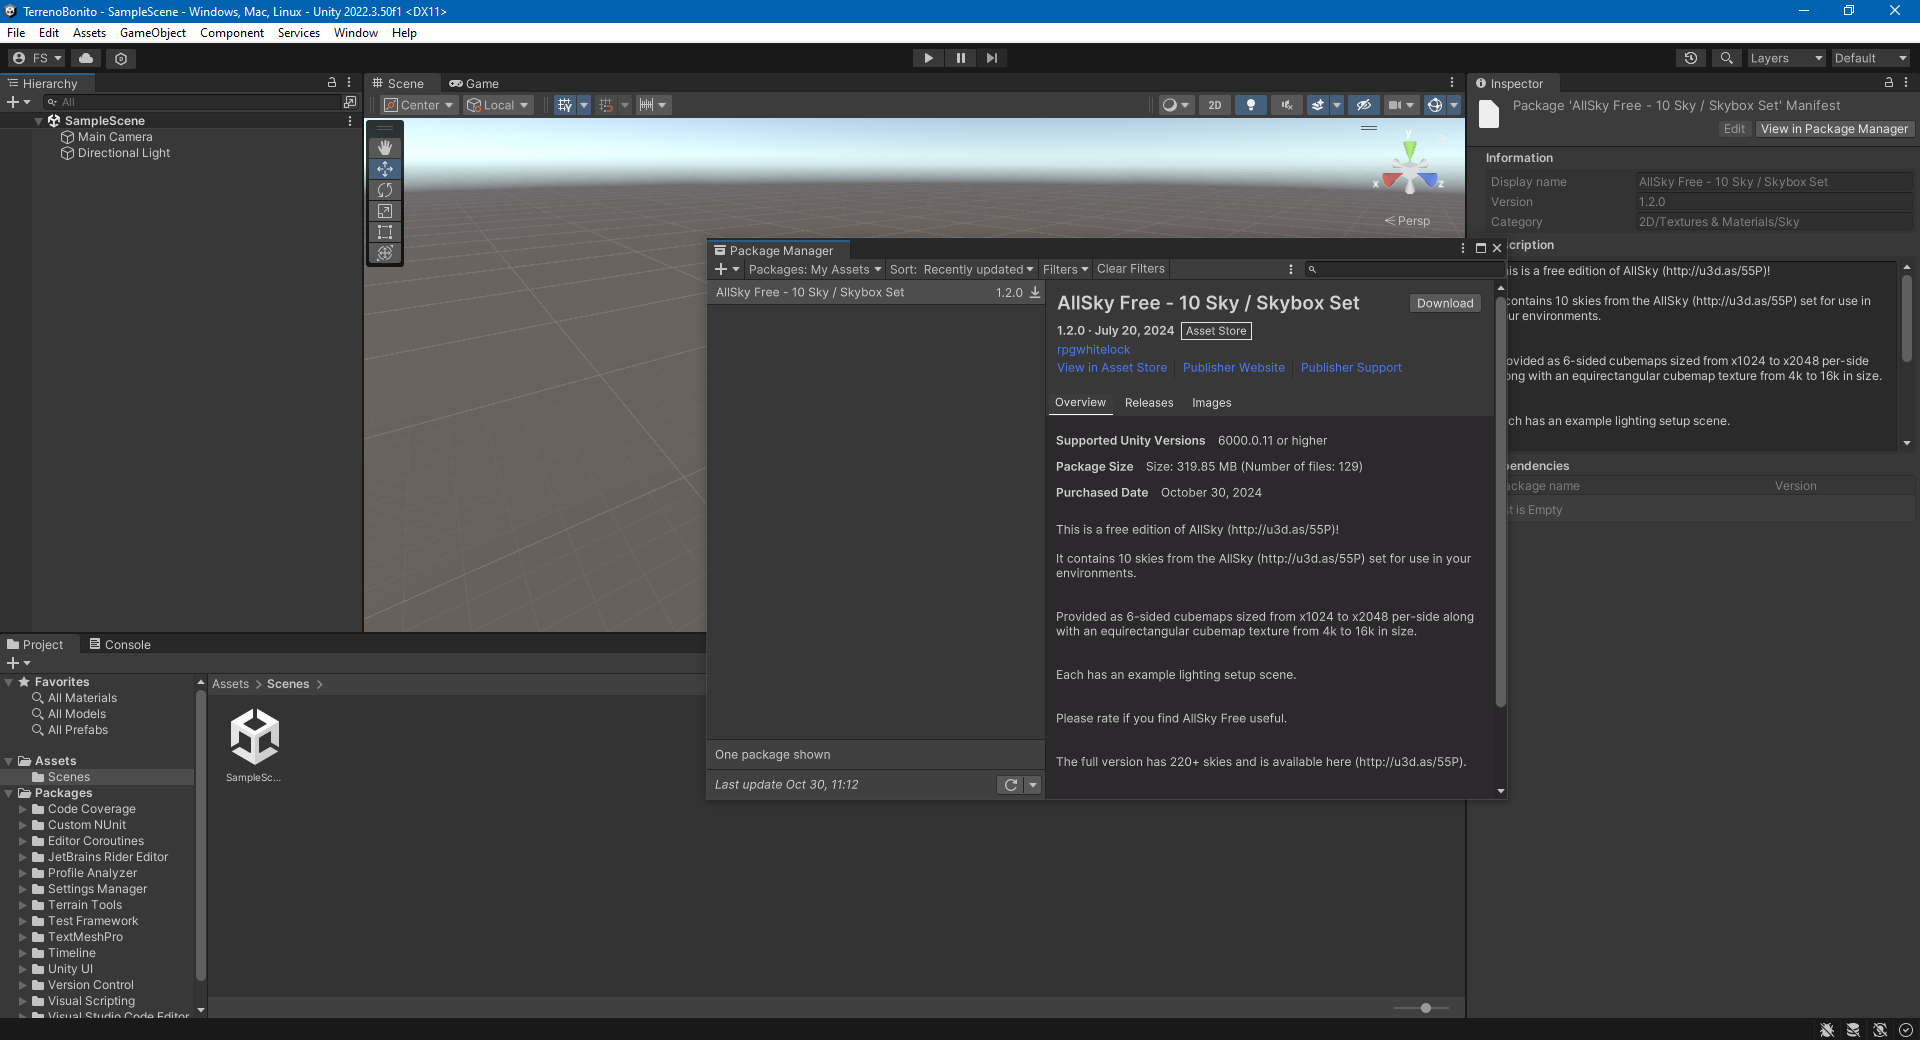 TerrenoBonito - SampleScene - Windows, Mac, Linux - Unity 2022.3.50f1 <DX11>
File Edit Assets GameObject Component Services Window Help
FS
Layers
Default
Hierarchy
All
SampleScene
Main Camera
Directional Light
Scene
Game
Center
Local
2D
y
x
z
Persp
Inspector
Package 'AllSky Free - 10 Sky / Skybox Set' Manifest
Edit
View in Package Manager
Information
Display name AllSky Free - 10 Sky / Skybox Set
Version 1.2.0
Category 2D/Textures & Materials/Sky
cription
is is a free edition of AllSky (http://u3d.as/55P)!
contains 10 skies from the AllSky (http://u3d.as/55P) set for use in
ur environments.
ovided as 6-sided cubemaps sized from x1024 to x2048 per-side
ong with an equirectangular cubemap texture from 4k to 16k in size.
ch has an example lighting setup scene.
pendencies
ackage name Version
t is Empty
Package Manager
Packages: My Assets
Sort: Recently updated
Filters
Clear Filters
AllSky Free - 10 Sky / Skybox Set 1.2.0
One package shown
Last update Oct 30, 11:12
AllSky Free - 10 Sky / Skybox Set
Download
1.2.0 · July 20, 2024 Asset Store
rpgwhitelock
View in Asset Store Publisher Website Publisher Support
Overview Releases Images
Supported Unity Versions 6000.0.11 or higher
Package Size Size: 319.85 MB (Number of files: 129)
Purchased Date October 30, 2024
This is a free edition of AllSky (http://u3d.as/55P)!
It contains 10 skies from the AllSky (http://u3d.as/55P) set for use in your
environments.
Provided as 6-sided cubemaps sized from x1024 to x2048 per-side along
with an equirectangular cubemap texture from 4k to 16k in size.
Each has an example lighting setup scene.
Please rate if you find AllSky Free useful.
The full version has 220+ skies and is available here (http://u3d.as/55P).
Project
Console
Favorites
All Materials
All Models
All Prefabs
Assets
Scenes
Packages
Code Coverage
Custom NUnit
Editor Coroutines
JetBrains Rider Editor
Profile Analyzer
Settings Manager
Terrain Tools
Test Framework
TextMeshPro
Timeline
Unity UI
Version Control
Visual Scripting
Visual Studio Code Editor
Assets > Scenes >
SampleSc...